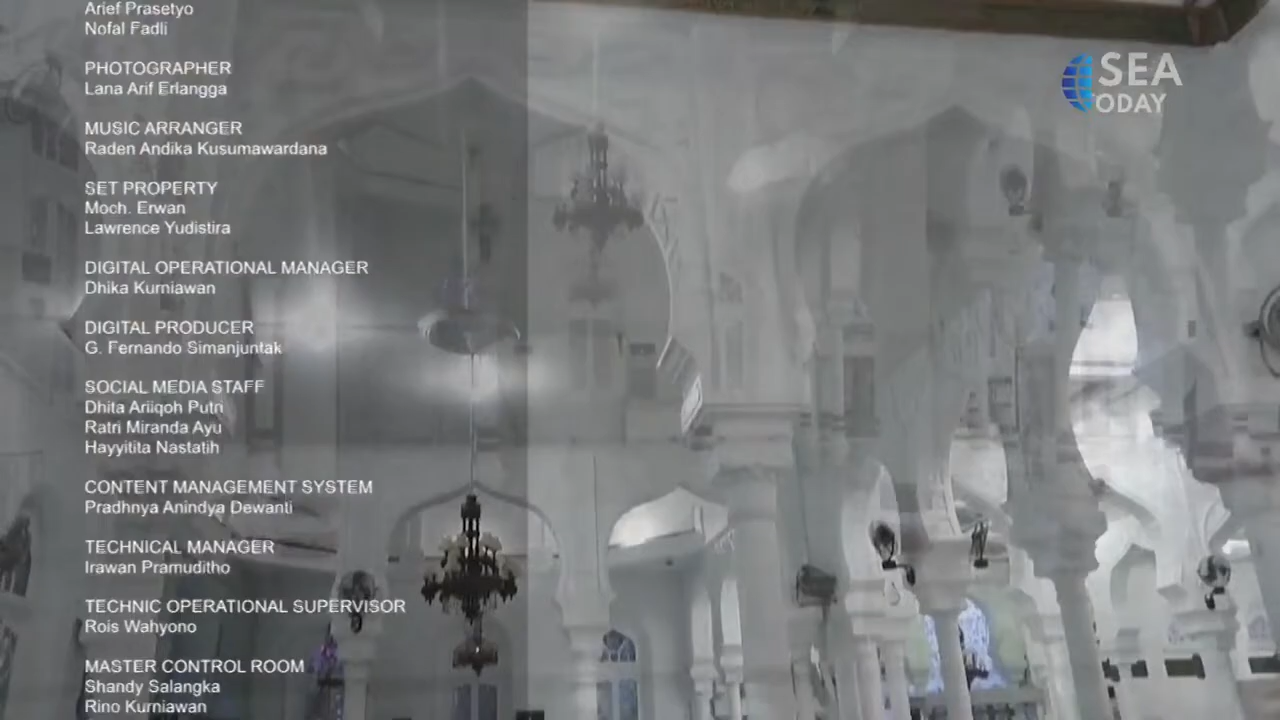 Arief Prasetyo
Nofal Fadli
PHOTOGRAPHER
Lana Arif Erlangga
MUSIC ARRANGER
Raden Andika Kusumawardana
SET PROPERTY
Moch. Erwan
Lawrence Yudistira
DIGITAL OPERATIONAL MANAGER
Dhika Kurniawan
DIGITAL PRODUCER
G. Fernando Simanjuntak
SOCIAL MEDIA STAFF
Dhita Ariiqoh Putri
Ratri Miranda Ayu
Hayyitita Nastatih
CONTENT MANAGEMENT SYSTEM
Pradhnya Anindya Dewanti
TECHNICAL MANAGER
Irawan Pramuditho
TECHNIC OPERATIONAL SUPERVISOR
Rois Wahyono
MASTER CONTROL ROOM
Shandy Salangka
Rino Kurniawan
SEA
TODAY